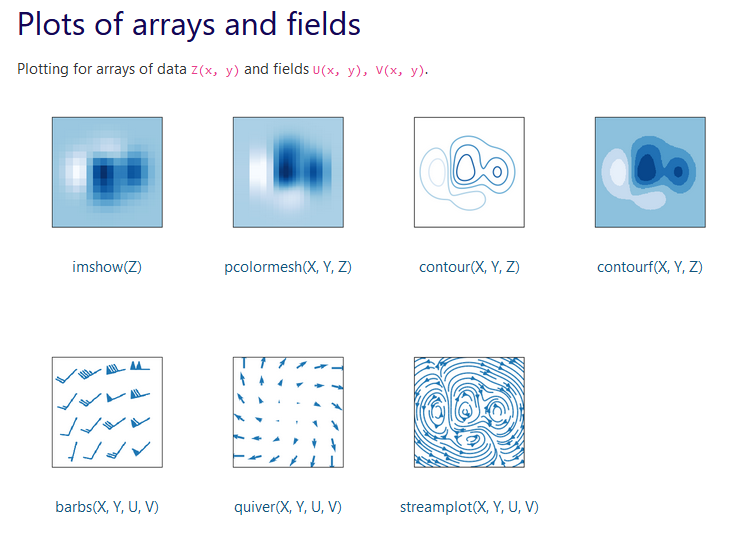 Plots of arrays and fields
Plotting for arrays of data Z(x, y) and fields U(x, y), V(x, y).
imshow(Z)
pcolormesh(X, Y, Z)
contour(X, Y, Z)
contourf(X, Y, Z)
barbs(X, Y, U, V)
quiver(X, Y, U, V)
streamplot(X, Y, U, V)